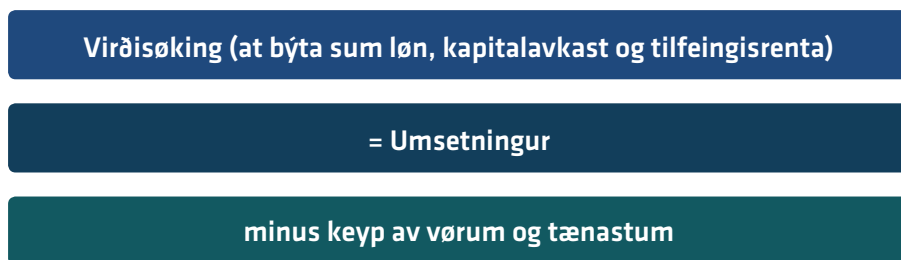 Virðisøking (at býta sum løn, kapitalavkast og tilfeingisrenta)
= Umsetningur
minus keyp av vørum og tænastum